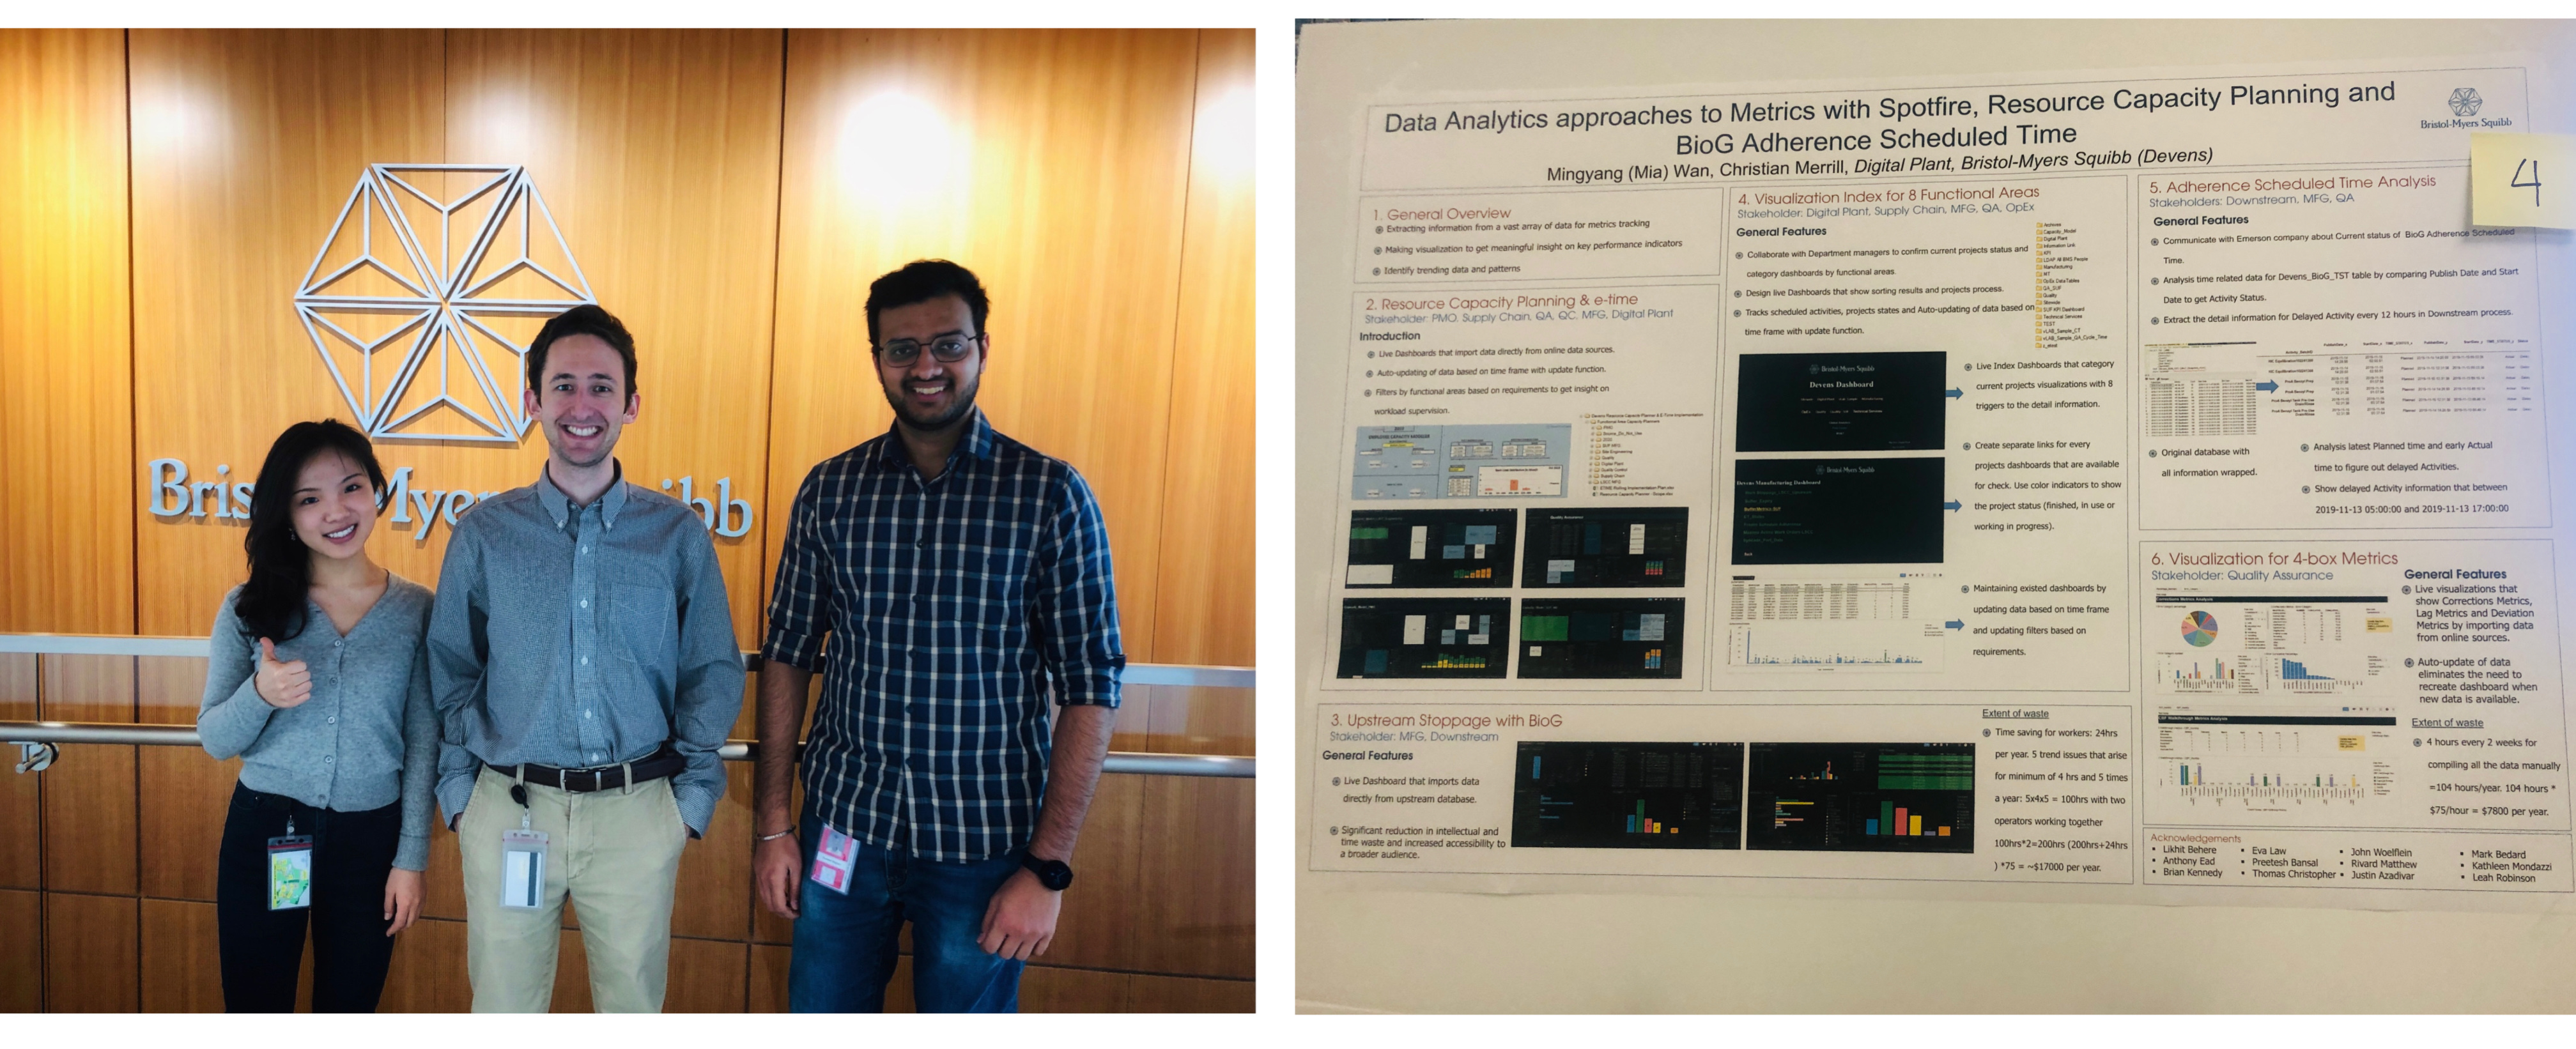 Bris Mye ibb
Data Analytics approaches to Metrics with Spotfire, Resource Capacity Planning and
BioG Adherence Scheduled Time
Mingyang (Mia) Wan, Christian Merrill, Digital Plant, Bristol-Myers Squibb (Devens)
Bristol-Myers Squibb
4
1. General Overview
Extracting information from a vast array of data for metrics tracking
Making visualization to get meaningful insight on key performance indicators
Identify trending data and patterns
2. Resource Capacity Planning & e-time
Stakeholder: PMO, Supply Chain, QA, QC, MFG, Digital Plant
Introduction
Live Dashboards that import data directly from online data sources.
Auto-updating of data based on time frame with update function.
Filters by functional areas based on requirements to get insight on
workload supervision.
3. Upstream Stoppage with BioG
Stakeholder: MFG, Downstream
General Features
Live Dashboard that imports data
directly from upstream database.
Significant reduction in intellectual and
time waste and increased accessibility to
a broader audience.
Extent of waste
Time saving for workers: 24hrs
per year. 5 trend issues that arise
for minimum of 4 hrs and 5 times
a year: 5x4x5 = 100hrs with two
operators working together
100hrs*2=200hrs (200hrs+24hrs
) *75 = ~$17000 per year.
4. Visualization Index for 8 Functional Areas
Stakeholder: Digital Plant, Supply Chain, MFG, QA, OpEx
General Features
Collaborate with Department managers to confirm current projects status and
category dashboards by functional areas
Design live Dashboards that show sorting results and projects process.
Tracks scheduled activities, projects states and Auto-updating of data based on
time frame with update function.
Bristol-Myers Squibb
Devens Dashboard
Live Index Dashboards that category
current projects visualizations with 8
triggers to the detail information.
Bristol-Myers Squibb
Devens Manufacturing Dashboard
Create separate links for every
projects dashboards that are available
for check. Use color indicators to show
the project status (finished, in use or
working in progress).
Maintaining existed dashboards by
updating data based on time frame
and updating filters based on
requirements.
5. Adherence Scheduled Time Analysis
Stakeholders: Downstream, MFG, QA
General Features
Communicate with Emerson company about Current status of BioG Adherence Scheduled
Time.
Analysis time related data for Devens_BioG_TST table by comparing Publish Date and Start
Date to get Activity Status.
Extract the detail information for Delayed Activity every 12 hours in Downstream process.
Original database with
all information wrapped.
Analysis latest Planned time and early Actual
time to figure out delayed Activities.
Show delayed Activity information that between
2019-11-13 05:00:00 and 2019-11-13 17:00:00
6. Visualization for 4-box Metrics
Stakeholder: Quality Assurance
General Features
Live visualizations that
show Corrections Metrics,
Lag Metrics and Deviation
Metrics by importing data
from online sources.
Auto-update of data
eliminates the need to
recreate dashboard when
new data is available.
Extent of waste
4 hours every 2 weeks for
compiling all the data manually
=104 hours/year. 104 hours *
$75/hour = $7800 per year.
Acknowledgements
Likhit Behere
Anthony Ead
Brian Kennedy
Eva Law
Preetesh Bansal
Thomas Christopher
John Woelflein
Rivard Matthew
Justin Azadivar
Mark Bedard
Kathleen Mondazzi
Leah Robinson